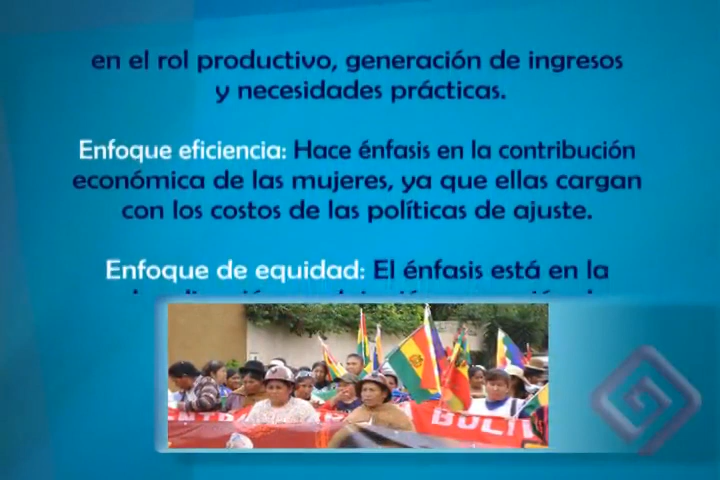 en el rol productivo, generación de ingresos
y necesidades prácticas.
Enfoque eficiencia: Hace énfasis en la contribución
económica de las mujeres, ya que ellas cargan
con los costos de las políticas de ajuste.
Enfoque de equidad: El énfasis está en la